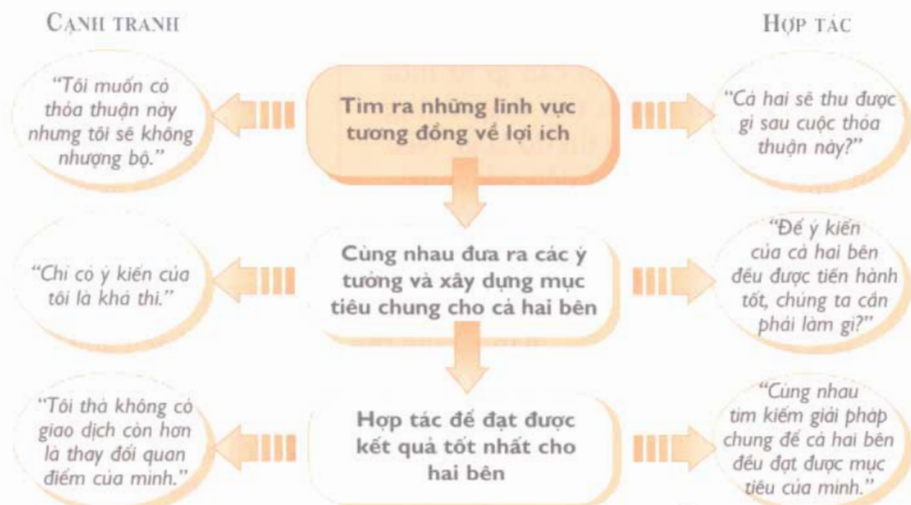 CẠNH TRANH
HỢP TÁC
"Tôi muốn có
thỏa thuận này
nhưng tôi sẽ không
nhượng bộ."
Tìm ra những lĩnh vực
tương đồng về lợi ích
"Cả hai sẽ thu được
gì sau cuộc thỏa
thuận này?"
"Chỉ có ý kiến của
tôi là khả thi."
Cùng nhau đưa ra các ý
tưởng và xây dựng mục
tiêu chung cho cả hai bên
"Để ý kiến
của cả hai bên
đều được tiến hành
tốt, chúng ta cần
phải làm gì?"
"Tôi thà không có
giao dịch còn hơn
là thay đổi quan
điểm của mình."
Hợp tác để đạt được
kết quả tốt nhất cho
hai bên
"Cùng nhau
tìm kiếm giải pháp
chung để cả hai bên
đều đạt được mục
tiêu của mình."